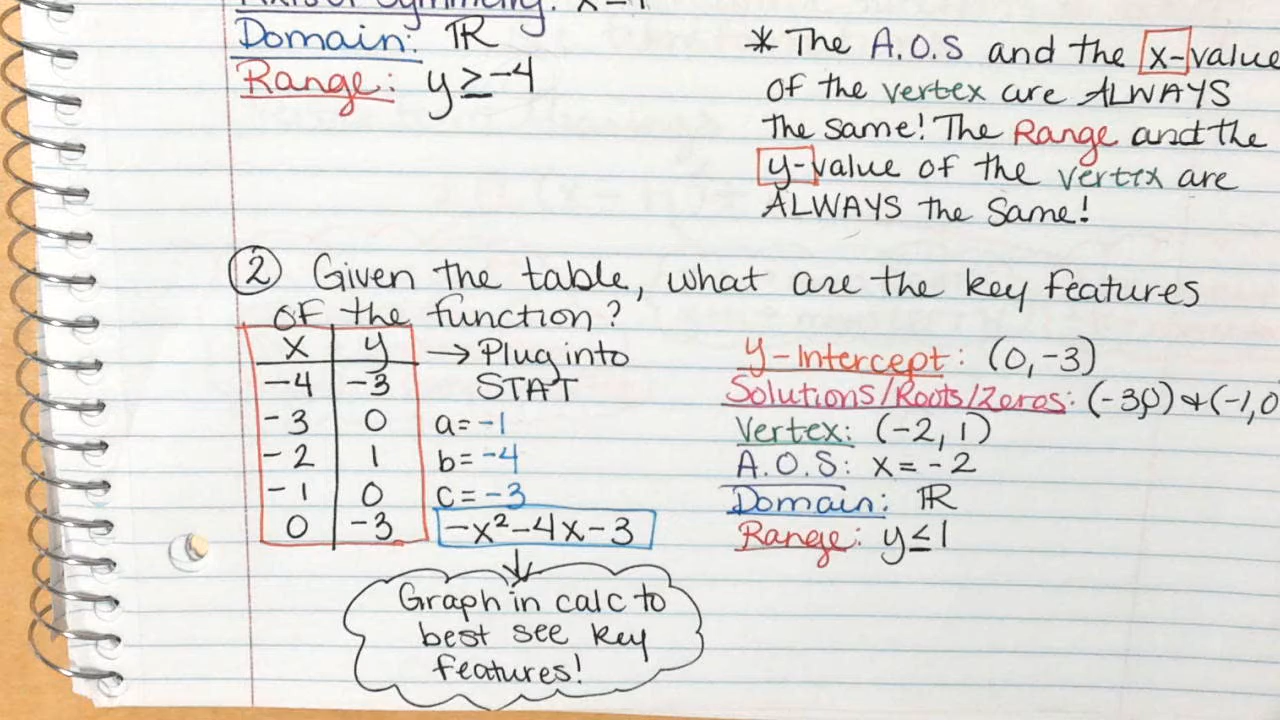 Axis of Symmetry: x=1
Domain: ℝ
Range: y≥-4
* The A.O.S and the x-value
of the vertex are ALWAYS
the same! The Range and the
y-value of the vertex are
ALWAYS the same!
② Given the table, what are the key features
of the function?
x y
-4 -3
-3 0
-2 1
-1 0
0 -3
→ Plug into
STAT
a=-1
b=-4
c=-3
-x²-4x-3
Graph in calc to
best see key
features!
y-Intercept: (0,-3)
Solutions/Roots/Zeros: (-3,0) & (-1,0
Vertex: (-2, 1)
A.O.S: x=-2
Domain: ℝ
Range: y≤1